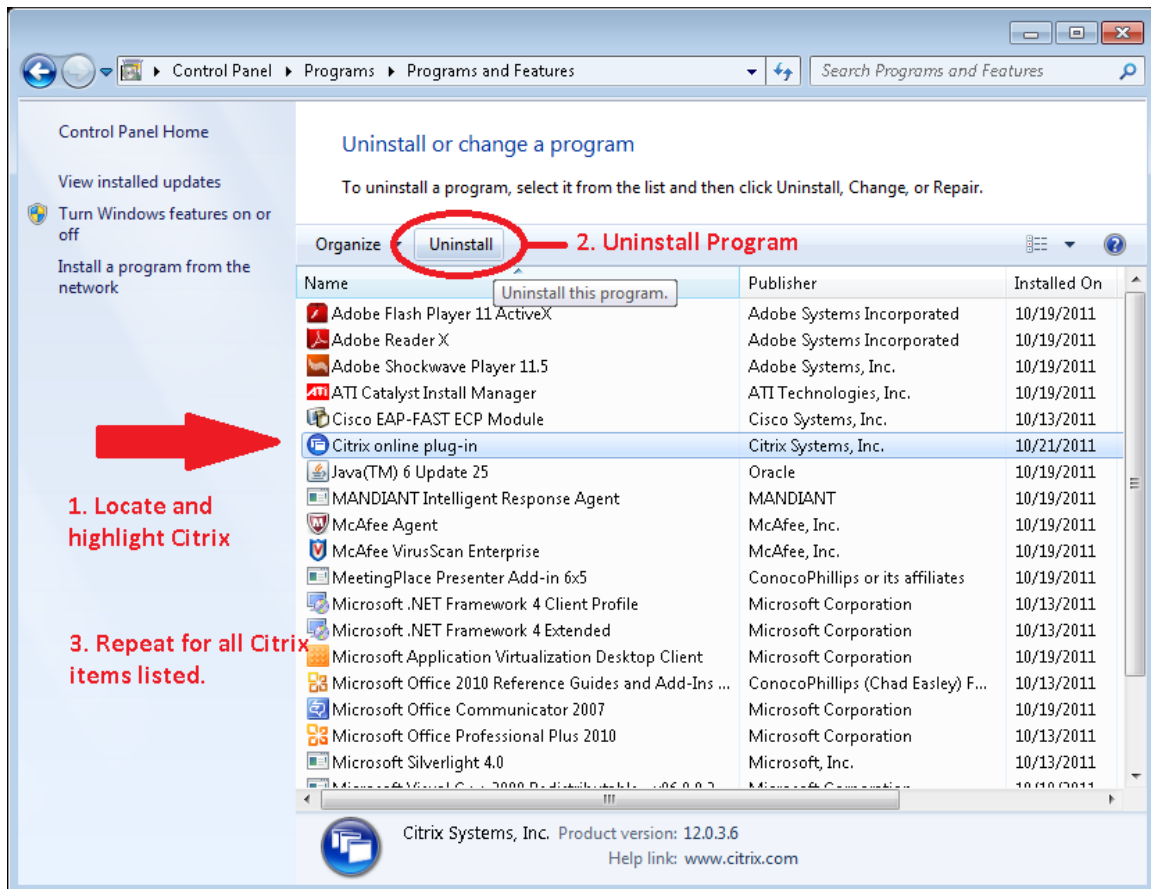 Control Panel Programs Programs and Features Search Programs and Features
Control Panel Home
View installed updates
Turn Windows features on or
off
Install a program from the
network
Uninstall or change a program
To uninstall a program, select it from the list and then click Uninstall, Change, or Repair.
Organize Uninstall 2. Uninstall Program
Name Publisher Installed On
Uninstall this program.
Adobe Flash Player 11 ActiveX Adobe Systems Incorporated 10/19/2011
Adobe Reader X Adobe Systems Incorporated 10/19/2011
Adobe Shockwave Player 11.5 Adobe Systems, Inc. 10/19/2011
ATI Catalyst Install Manager ATI Technologies, Inc. 10/19/2011
Cisco EAP-FAST ECP Module Cisco Systems, Inc. 10/13/2011
Citrix online plug-in Citrix Systems, Inc. 10/21/2011
Java(TM) 6 Update 25 Oracle 10/19/2011
MANDIANT Intelligent Response Agent MANDIANT 10/19/2011
McAfee Agent McAfee, Inc. 10/19/2011
McAfee VirusScan Enterprise McAfee, Inc. 10/19/2011
MeetingPlace Presenter Add-in 6x5 ConocoPhillips or its affiliates 10/19/2011
Microsoft .NET Framework 4 Client Profile Microsoft Corporation 10/13/2011
Microsoft .NET Framework 4 Extended Microsoft Corporation 10/13/2011
Microsoft Application Virtualization Desktop Client Microsoft Corporation 10/19/2011
Microsoft Office 2010 Reference Guides and Add-Ins ... ConocoPhillips (Chad Easley) F... 10/13/2011
Microsoft Office Communicator 2007 Microsoft Corporation 10/19/2011
Microsoft Office Professional Plus 2010 Microsoft Corporation 10/13/2011
Microsoft Silverlight 4.0 Microsoft, Inc. 10/13/2011
1. Locate and
highlight Citrix
3. Repeat for all Citrix
items listed.
Citrix Systems, Inc. Product version: 12.0.3.6
Help link: www.citrix.com